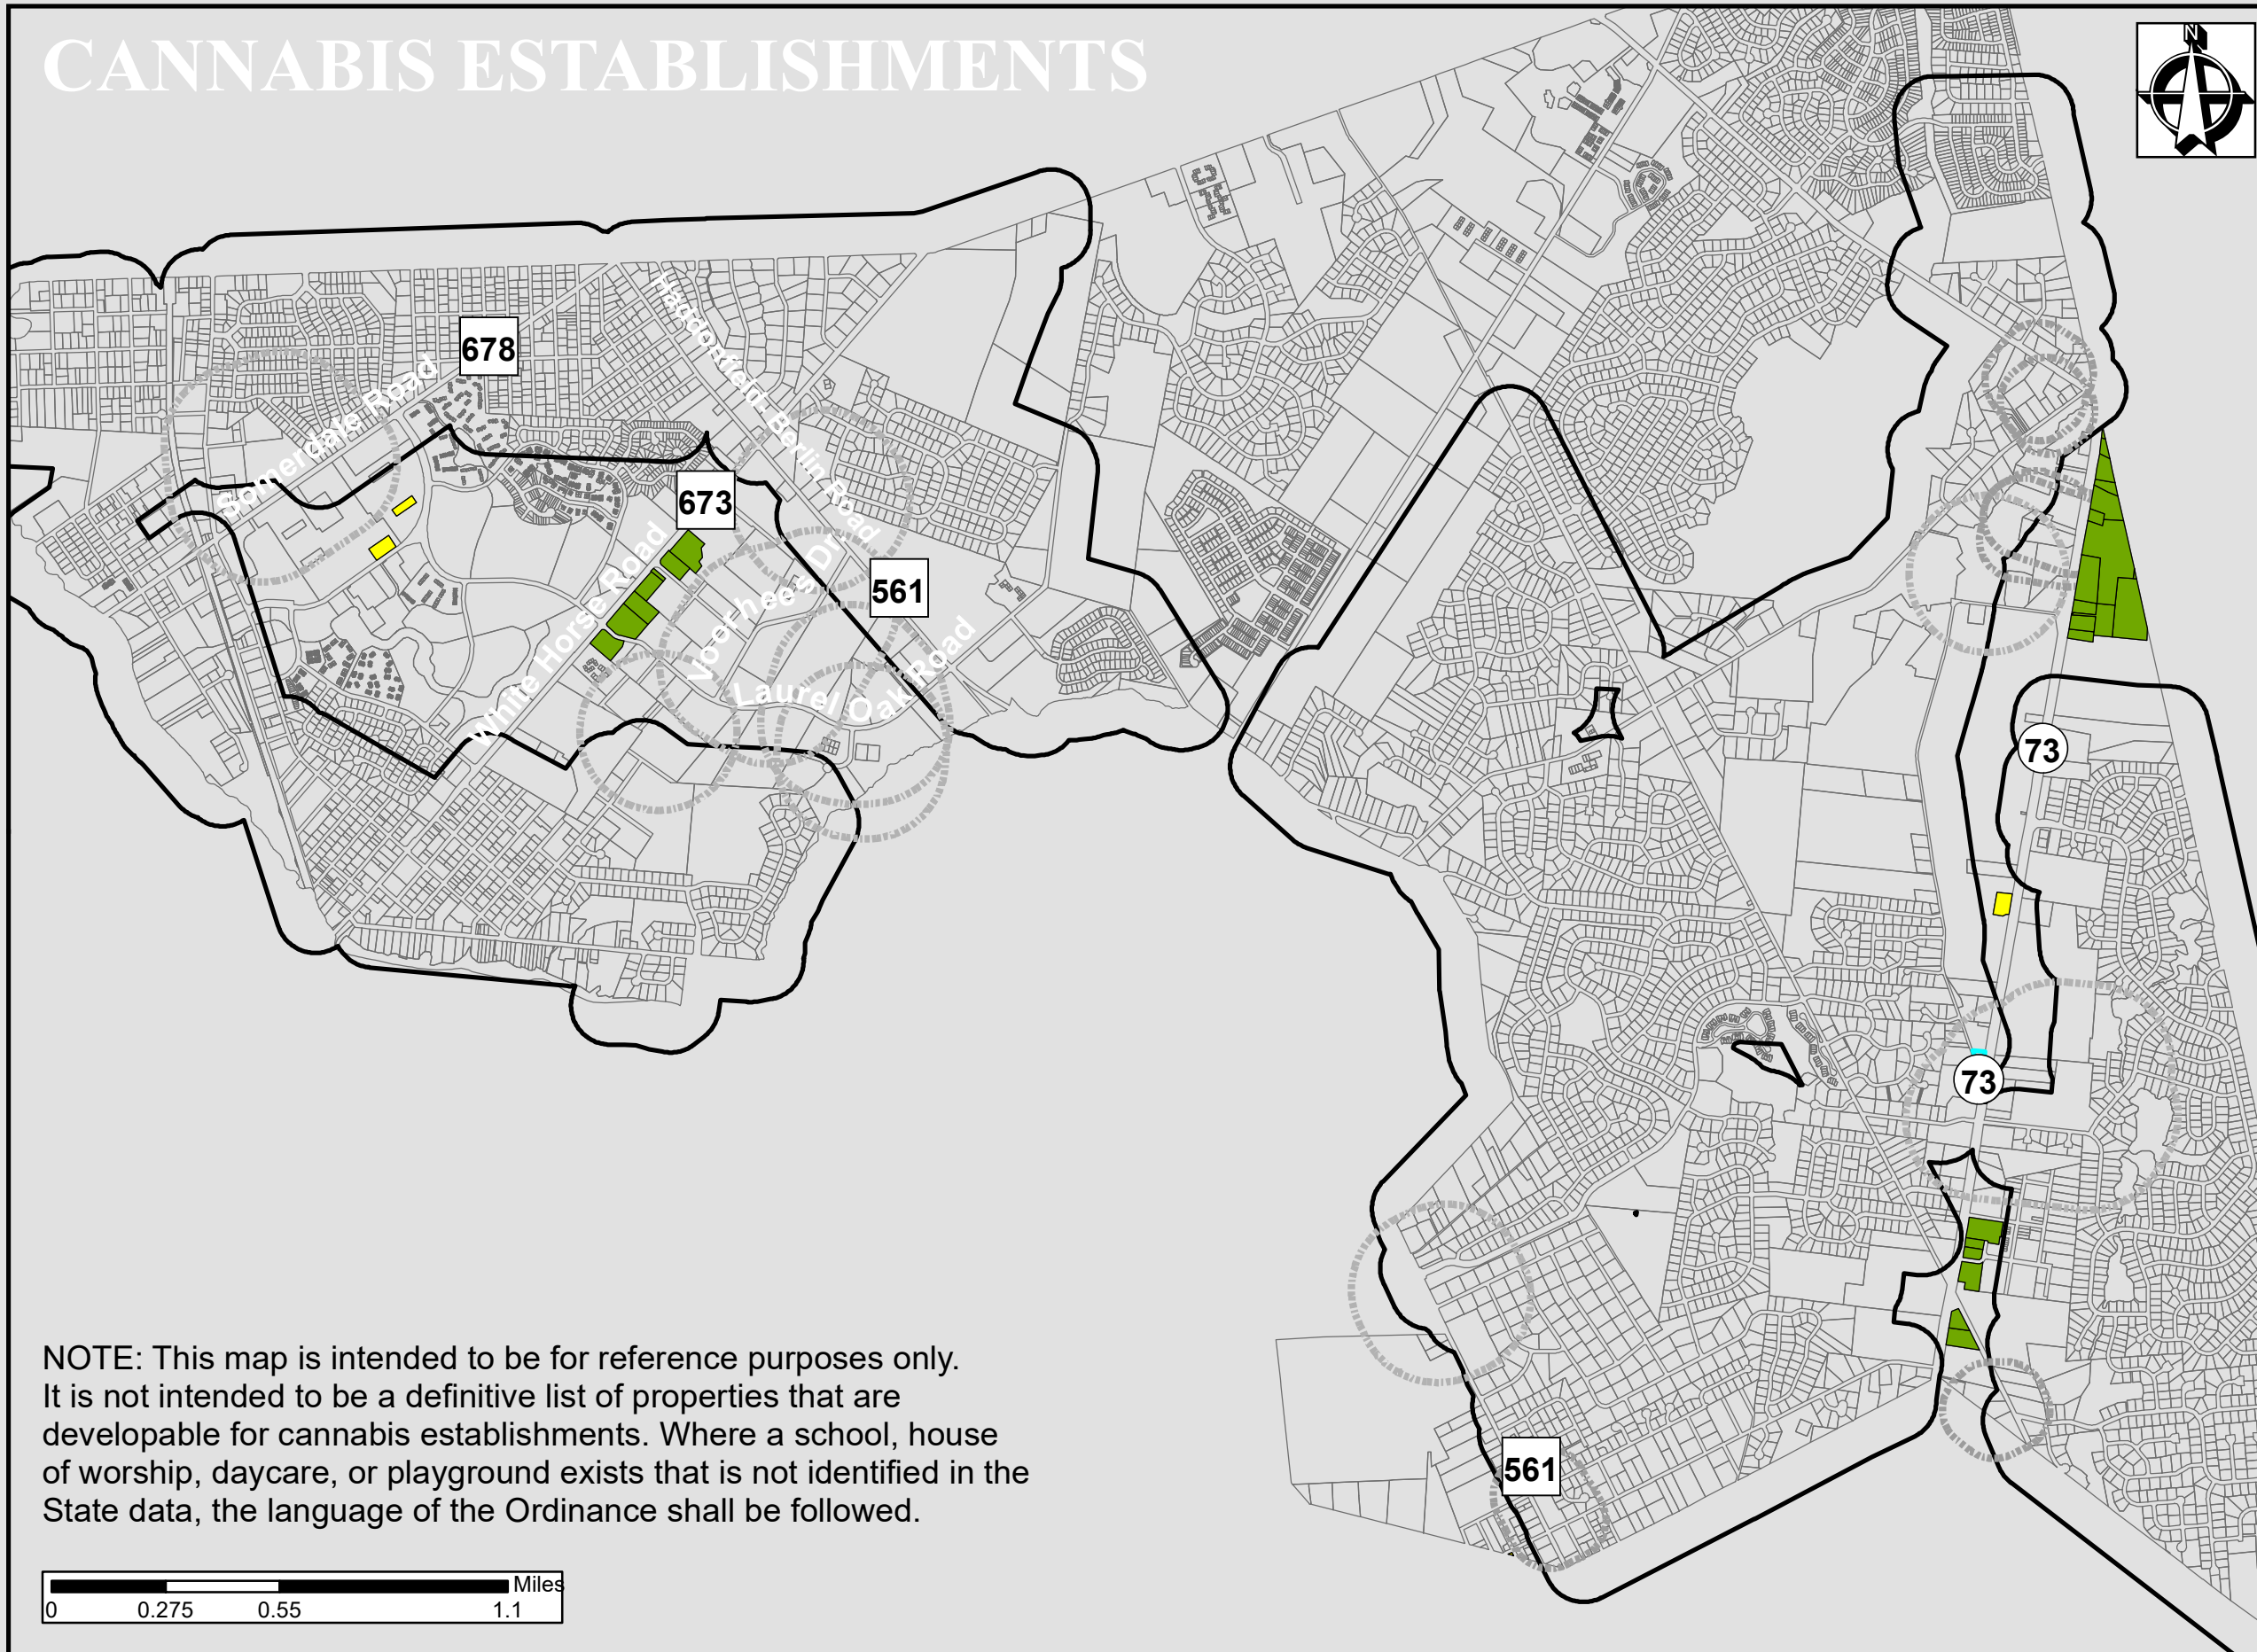 CANNABIS ESTABLISHMENTS
N
678
Somerdale Road
Haddonfield- Berlin Road
673
White Horse Road
Voorhees Dr
561
Laurel Oak Road
73
73
561
NOTE: This map is intended to be for reference purposes only.
It is not intended to be a definitive list of properties that are
developable for cannabis establishments. Where a school, house
of worship, daycare, or playground exists that is not identified in the
State data, the language of the Ordinance shall be followed.
Miles
0 0.275 0.55 1.1